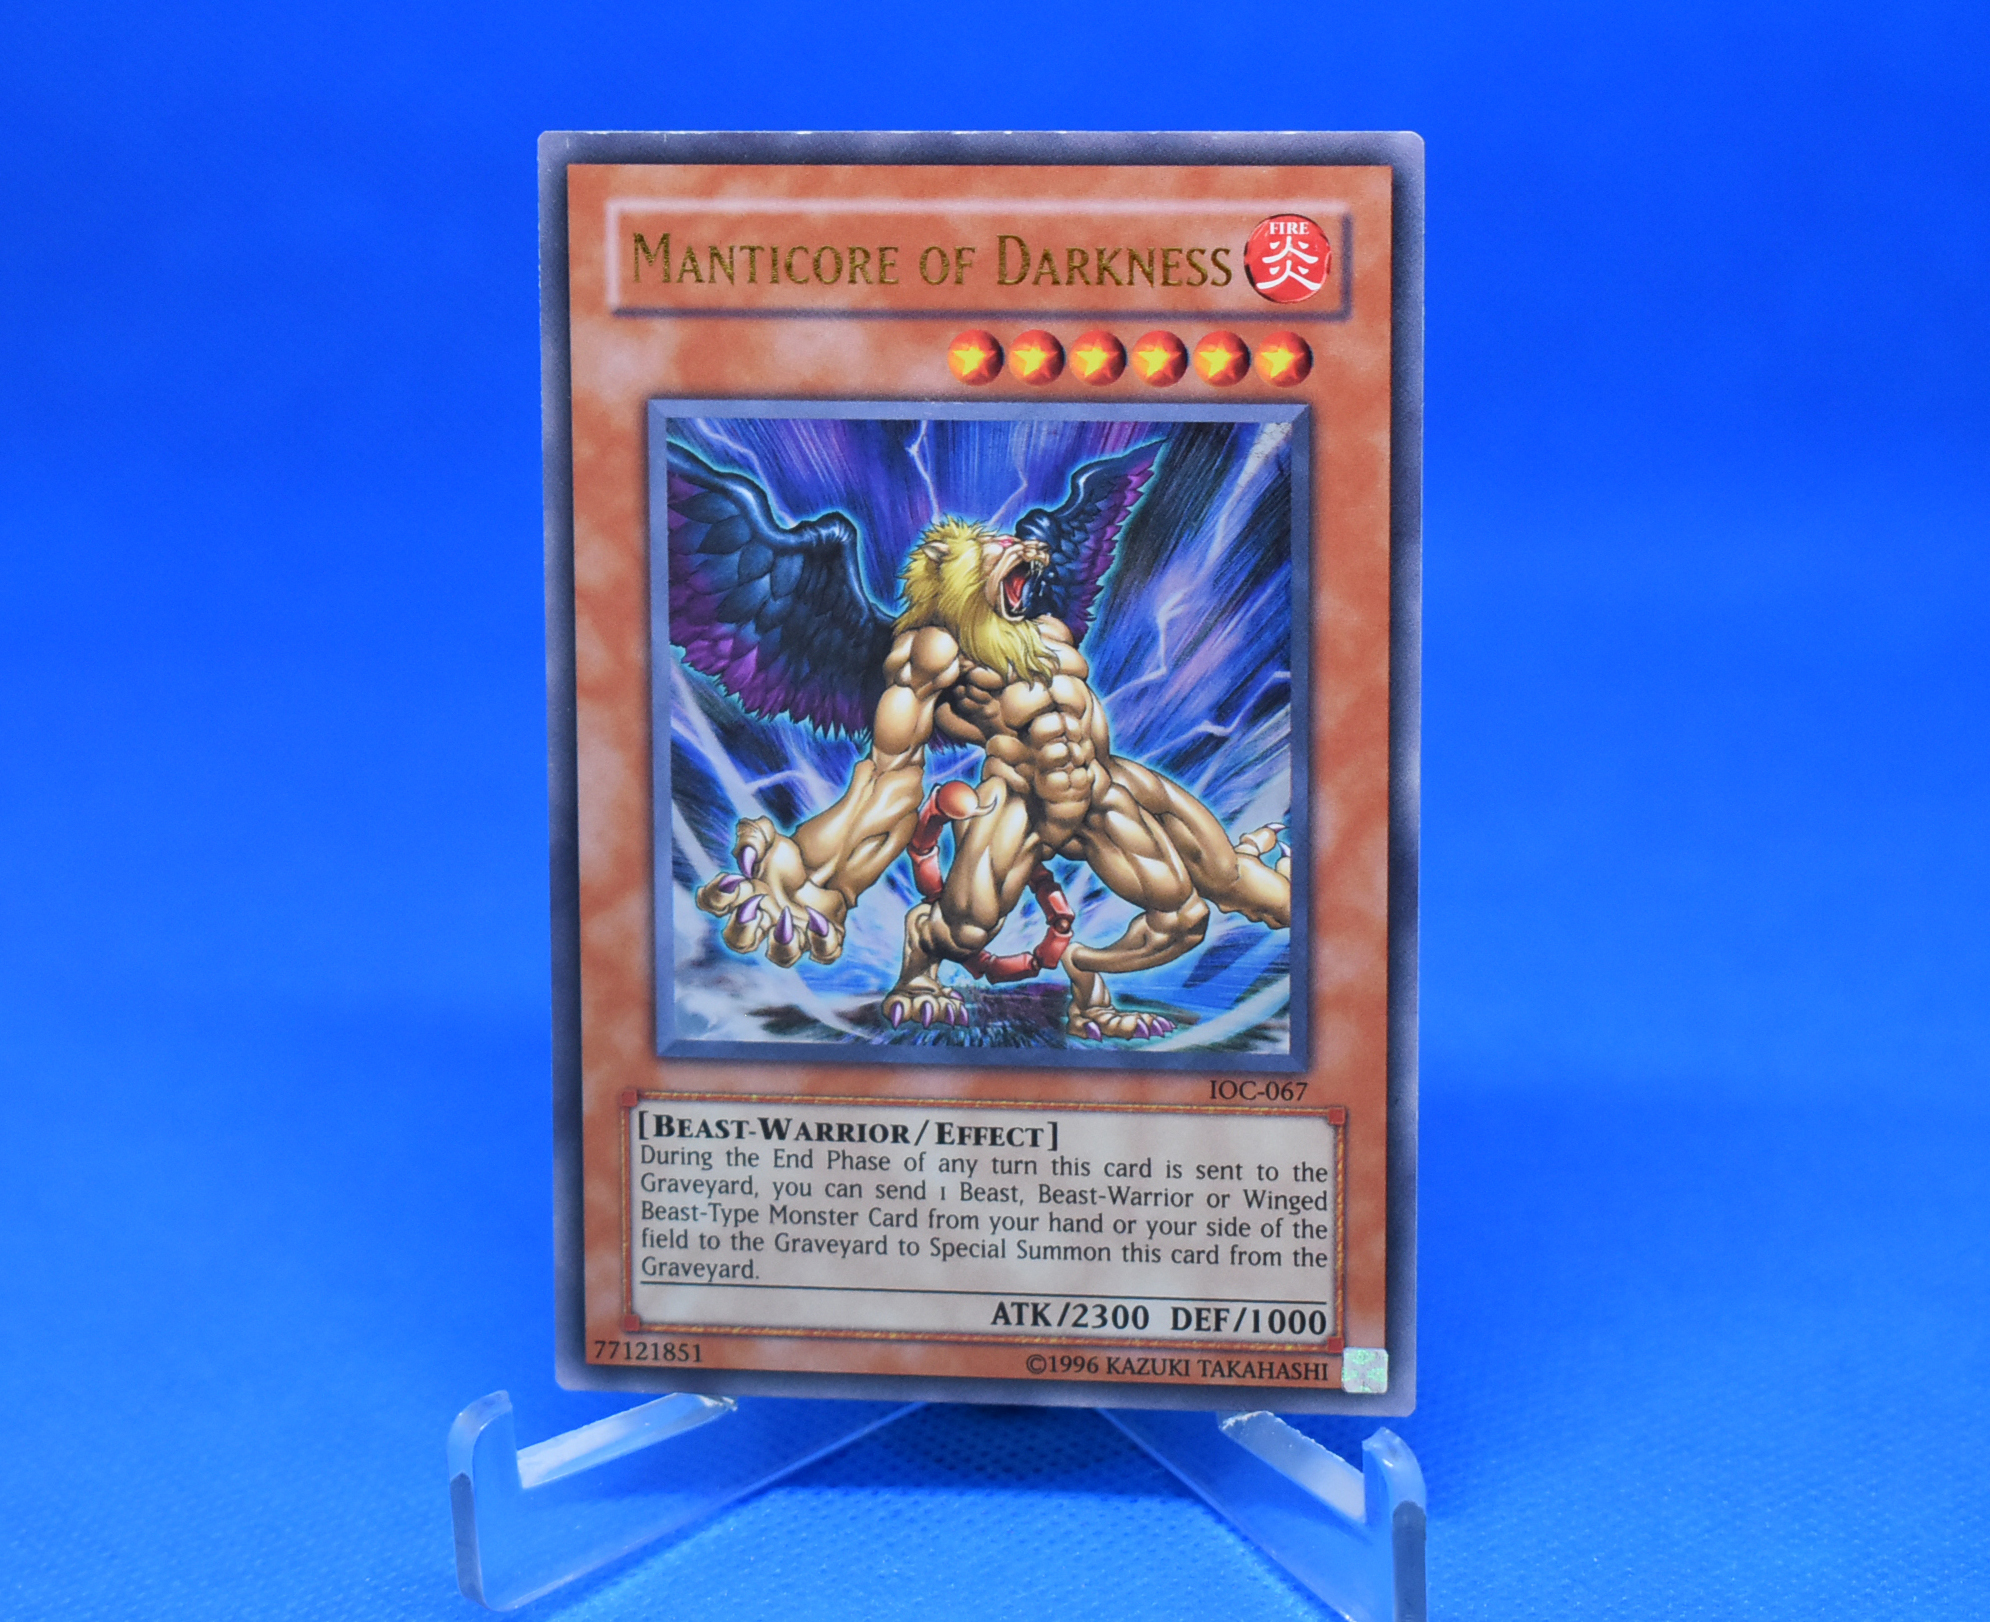 MANTICORE OF DARKNESS
FIRE
炎
IOC-067
[BEAST-WARRIOR/EFFECT]
During the End Phase of any turn this card is sent to the
Graveyard, you can send 1 Beast, Beast-Warrior or Winged
Beast-Type Monster Card from your hand or your side of the
field to the Graveyard to Special Summon this card from the
Graveyard.
ATK/2300 DEF/1000
77121851
©1996 KAZUKI TAKAHASHI